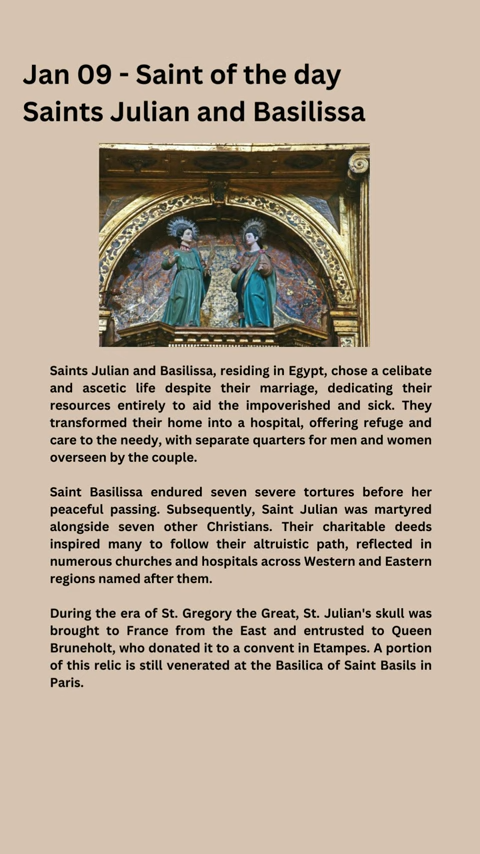 Jan 09 - Saint of the day
Saints Julian and Basilissa
Saints Julian and Basilissa, residing in Egypt, chose a celibate
and ascetic life despite their marriage, dedicating their
resources entirely to aid the impoverished and sick. They
transformed their home into a hospital, offering refuge and
care to the needy, with separate quarters for men and women
overseen by the couple.
Saint Basilissa endured seven severe tortures before her
peaceful passing. Subsequently, Saint Julian was martyred
alongside seven other Christians. Their charitable deeds
inspired many to follow their altruistic path, reflected in
numerous churches and hospitals across Western and Eastern
regions named after them.
During the era of St. Gregory the Great, St. Julian's skull was
brought to France from the East and entrusted to Queen
Bruneholt, who donated it to a convent in Etampes. A portion
of this relic is still venerated at the Basilica of Saint Basils in
Paris.